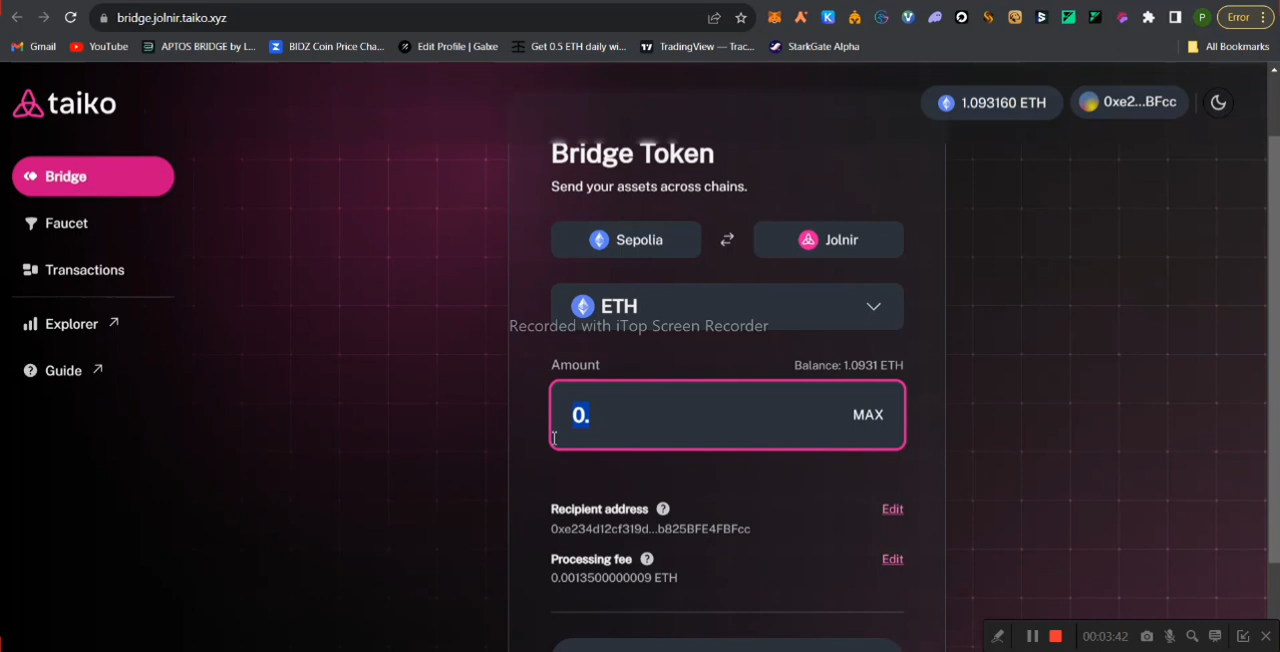 bridge.jolnir.taiko.xyz
P
Error
Gmail
YouTube
APTOS BRIDGE by L...
BIDZ Coin Price Cha...
Edit Profile | Galxe
Get 0.5 ETH daily wi...
TradingView — Trac...
StarkGate Alpha
All Bookmarks
taiko
1.093160 ETH
0xe2...BFcc
Bridge
Faucet
Transactions
Explorer
Guide
Bridge Token
Send your assets across chains.
Sepolia
Jolnir
ETH
Recorded with iTop Screen Recorder
Amount
Balance: 1.0931 ETH
0.
MAX
Recipient address
Edit
0xe234d12cf319d...b825BFE4FBFcc
Processing fee
Edit
0.0013500000009 ETH
00:03:42